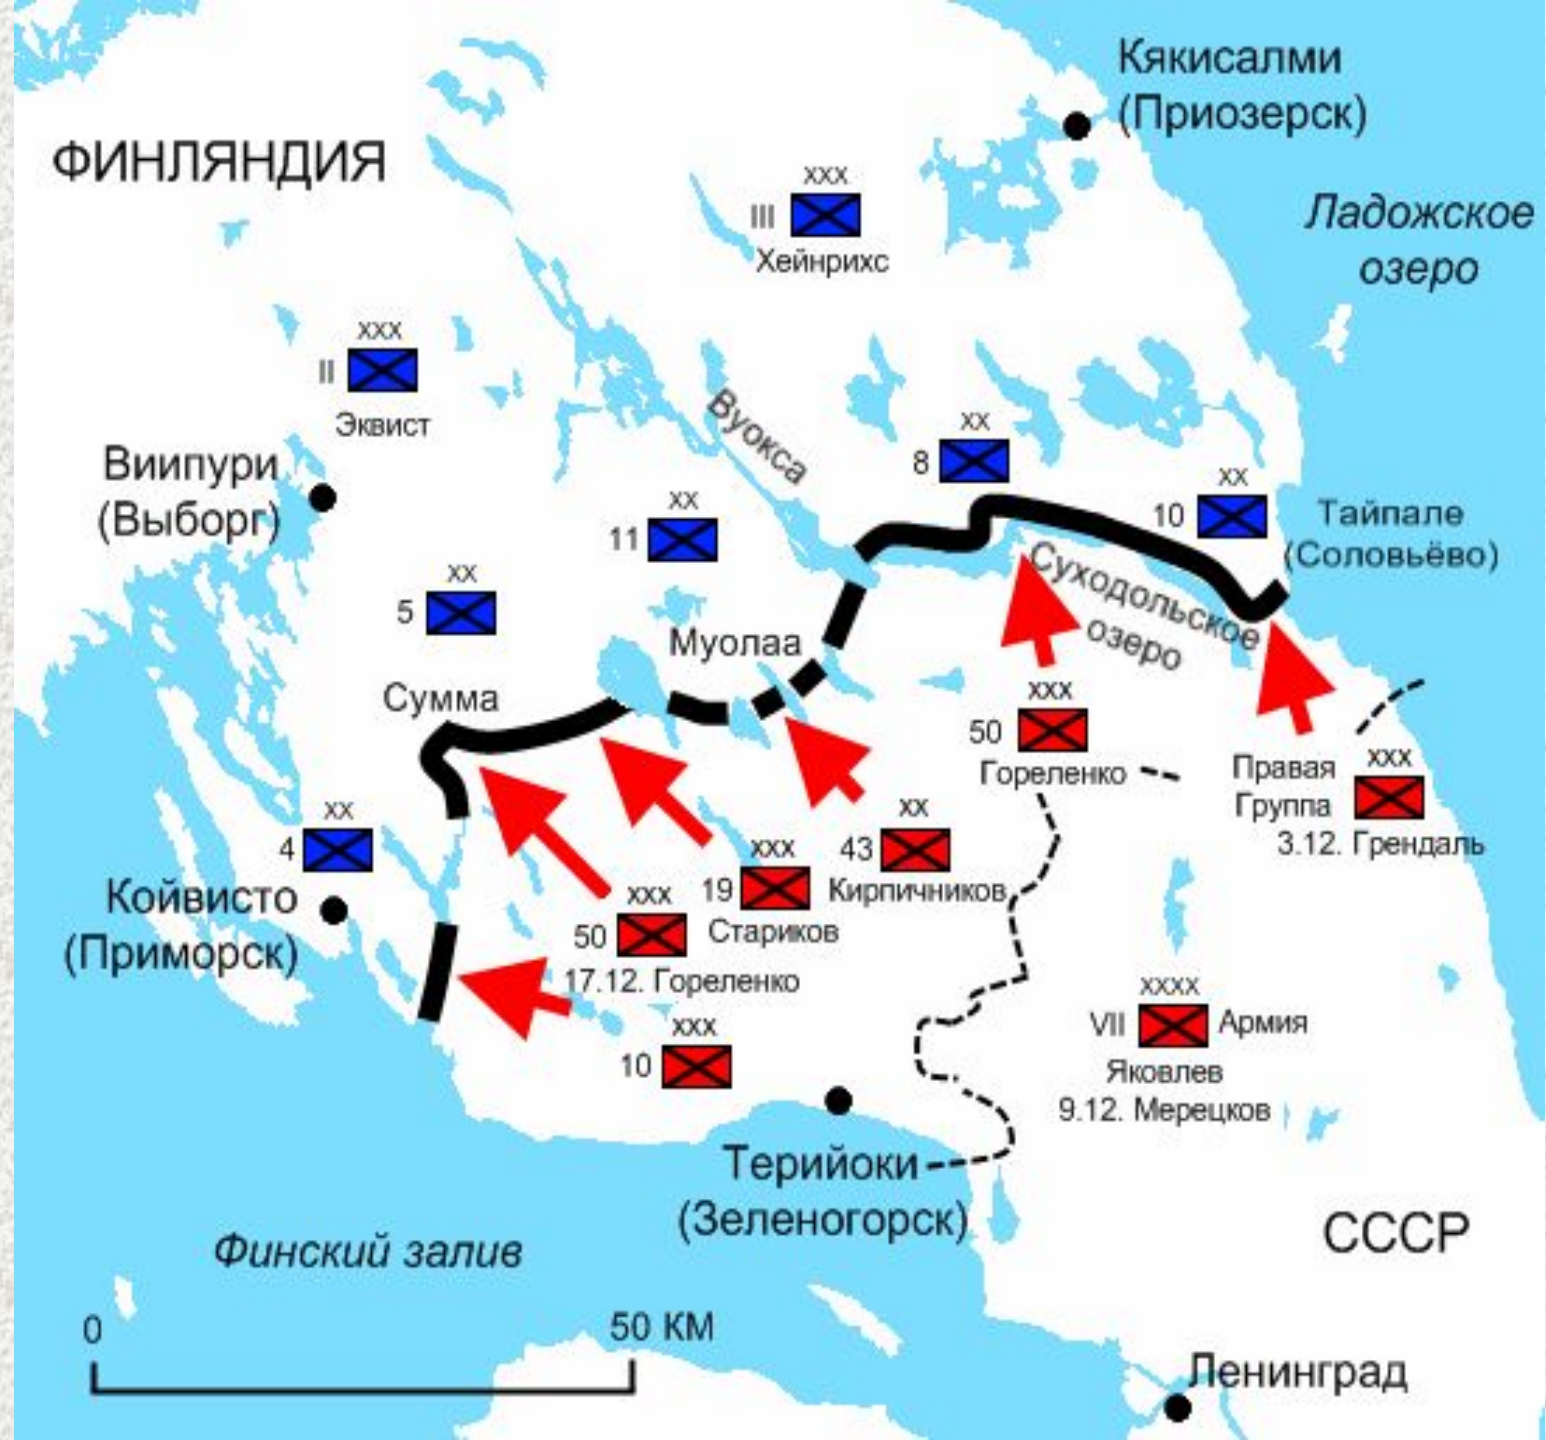 Кякисалми
(Приозерск)
ФИНЛЯНДИЯ
xxx
III
Хейнрихс
Ладожское
озеро
xxx
II
Эквист
Вуокса
xx
8
xx
10
Тайпале
(Соловьёво)
Виипури
(Выборг)
xx
11
xx
5
Суходольское
озеро
Муолаа
Сумма
xxx
50
Гореленко
xxx
Правая
Группа
3.12. Грендаль
xx
4
xx
43
Кирпичников
xxx
19
Стариков
xxx
50
17.12. Гореленко
Койвисто
(Приморск)
xxx
10
xxxx
VII
Армия
Яковлев
9.12. Мерецков
Терийоки
(Зеленогорск)
СССР
Финский залив
0
50 КМ
Ленинград